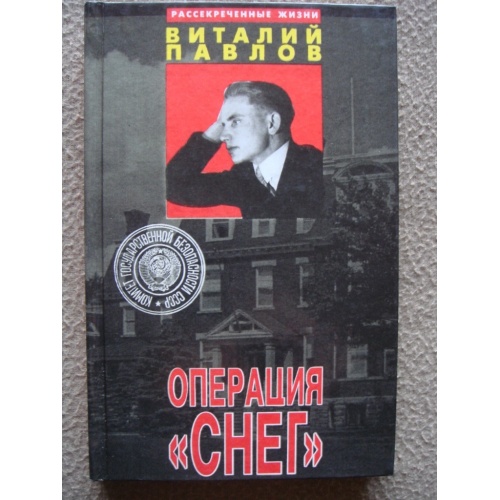 РАССЕКРЕЧЕННЫЕ ЖИЗНИ
ВИТАЛИЙ
ПАВЛОВ
КОМИТЕТ ГОСУДАРСТВЕННОЙ БЕЗОПАСНОСТИ СССР
ОПЕРАЦИЯ
«СНЕГ»